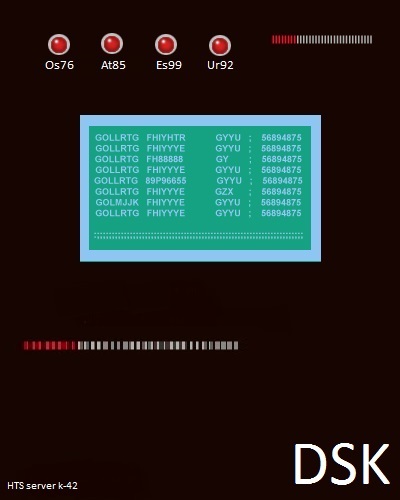 Os76 At85 Es99 Ur92
GOLLRTG FHIYHTR GYYU ; 56894875
GOLLRTG FHIYYYE GYYU ; 56894875
GOLLRTG FH88888 GY ; 56894875
GOLLRTG FHIYYYE GYYU ; 56894875
GOLLRTG 89P96655 GYYU ; 56894875
GOLLRTG FHIYYYE GZX ; 56894875
GOLMJJK FHIYYYE GYYU ; 56894875
GOLLRTG FHIYYYE GYYU ; 56894875
DSK
HTS server k-42